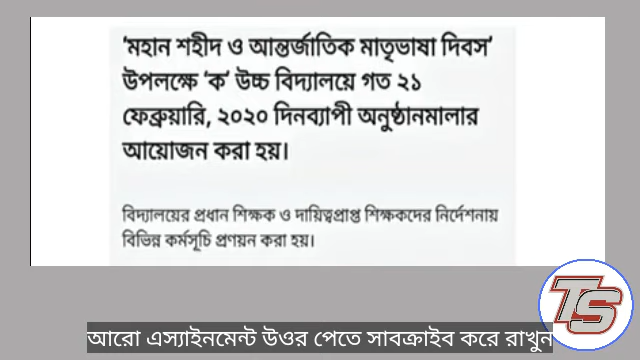 'মহান শহীদ ও আন্তর্জাতিক মাতৃভাষা দিবস'
উপলক্ষে 'ক' উচ্চ বিদ্যালয়ে গত ২১
ফেব্রুয়ারি, ২০২০ দিনব্যাপী অনুষ্ঠানমালার
আয়োজন করা হয়।
বিদ্যালয়ের প্রধান শিক্ষক ও দায়িত্বপ্রাপ্ত শিক্ষকদের নির্দেশনায়
বিভিন্ন কর্মসূচি প্রণয়ন করা হয়।
TS
আরো এস্যাইনমেন্ট উওর পেতে সাবক্রাইব করে রাখুন